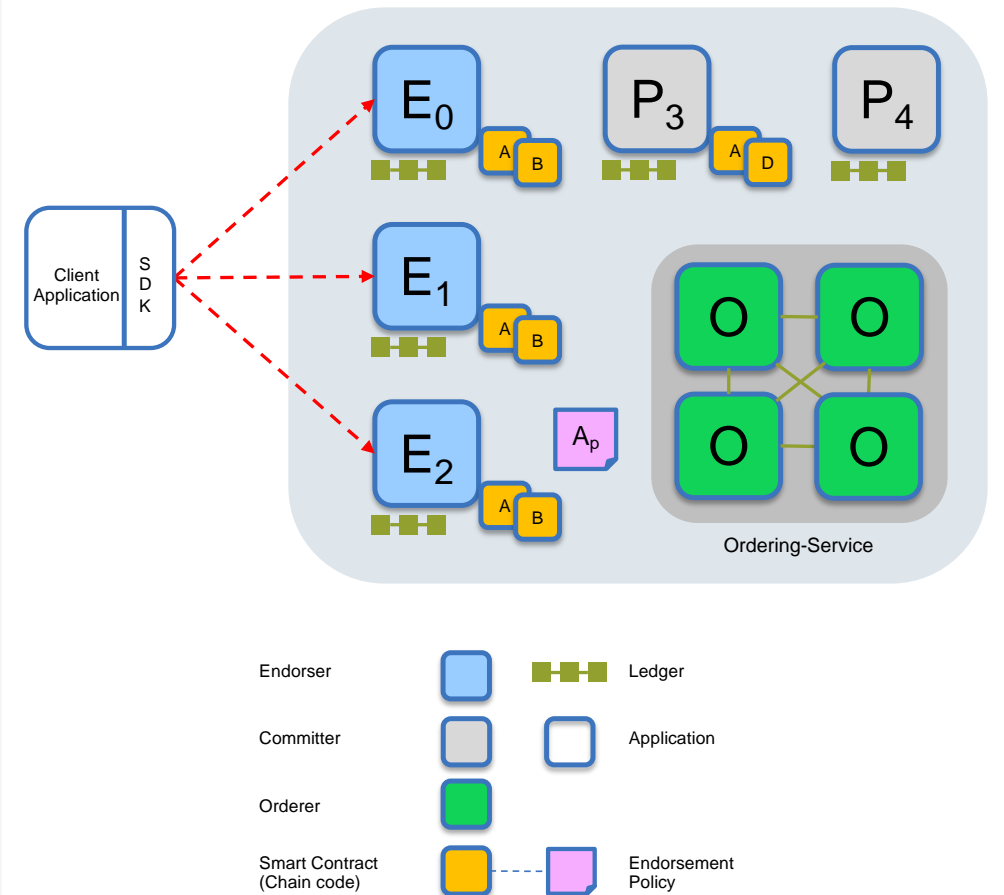 E0
A
B
P3
A
D
P4
Client
Application
S
D
K
E1
A
B
O
O
O
O
E2
A
B
Ap
Ordering-Service
Endorser
Ledger
Committer
Application
Orderer
Smart Contract
(Chain code)
Endorsement
Policy